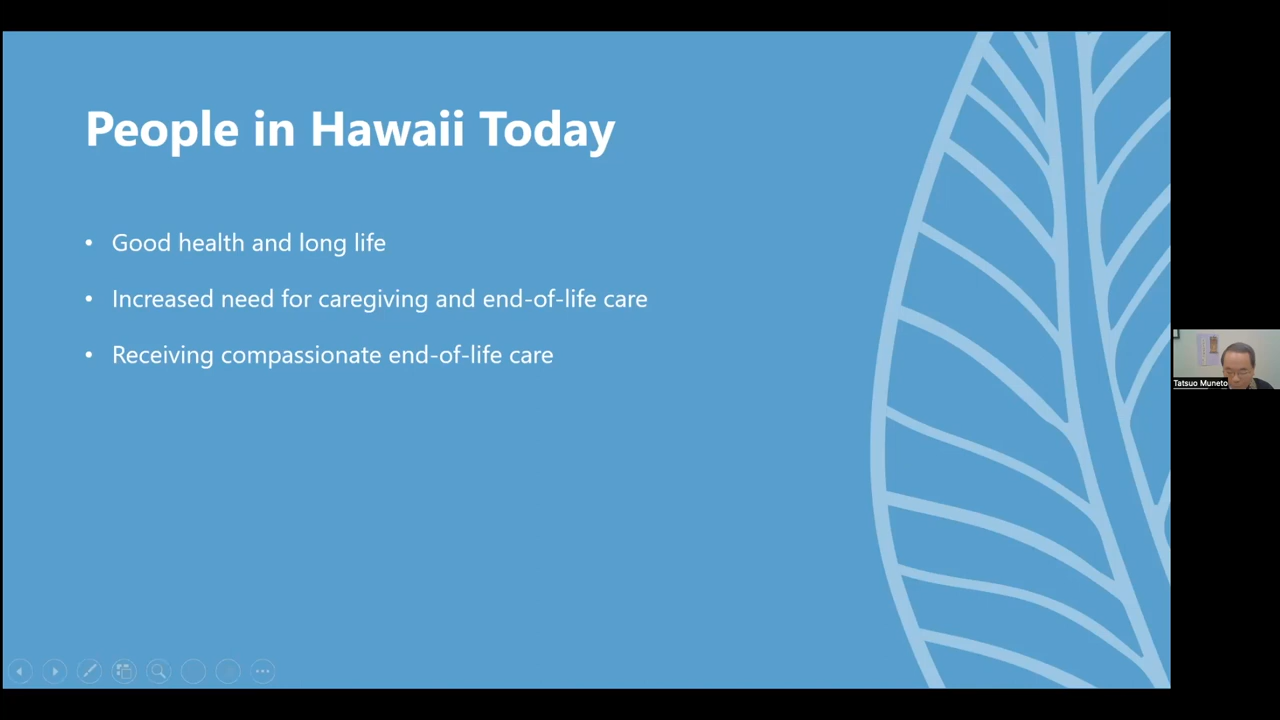 People in Hawaii Today
• Good health and long life
• Increased need for caregiving and end-of-life care
• Receiving compassionate end-of-life care
Tatsuo Muneto